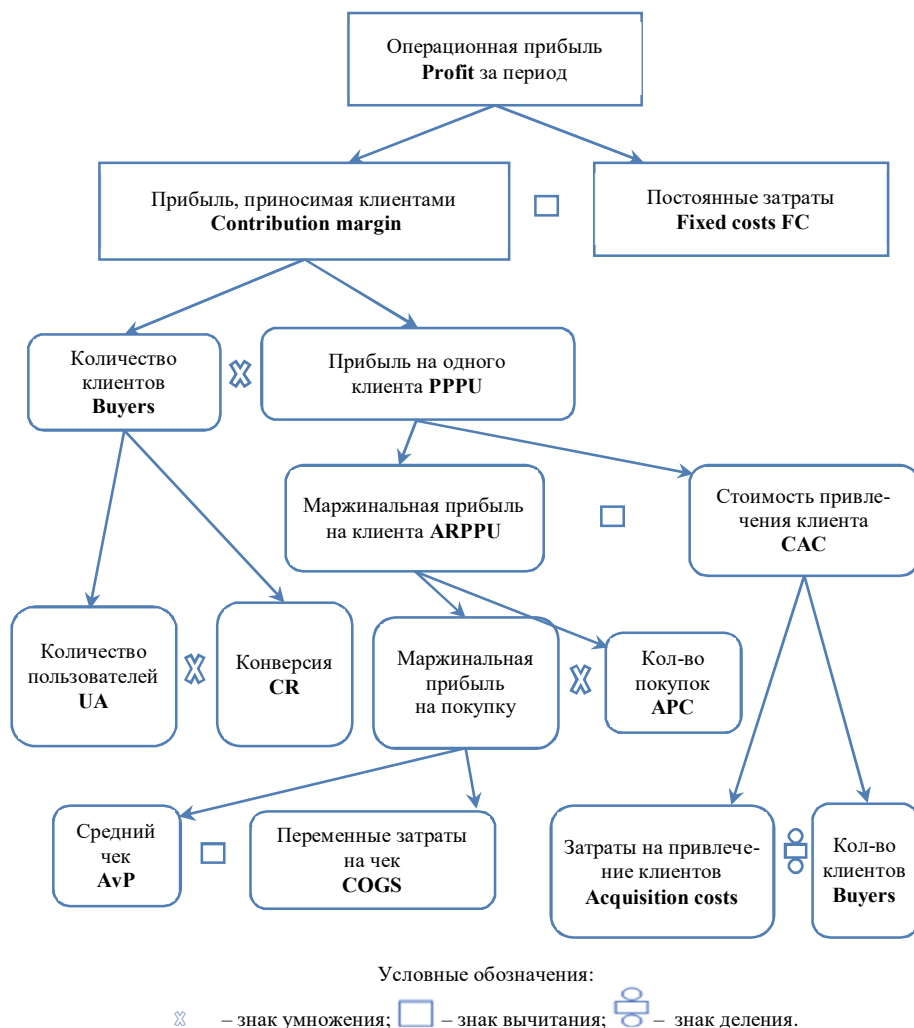 Операционная прибыль
Profit за период
Прибыль, приносимая клиентами
Contribution margin
Постоянные затраты
Fixed costs FC
Количество
клиентов
Buyers
Прибыль на одного
клиента PPPU
Маржинальная прибыль
на клиента ARPPU
Стоимость привле-
чения клиента
CAC
Количество
пользователей
UA
Конверсия
CR
Маржинальная
прибыль
на покупку
Кол-во
покупок
APC
Средний
чек
AvP
Переменные затраты
на чек
COGS
Затраты на привлече-
ние клиентов
Acquisition costs
Кол-во
клиентов
Buyers
Условные обозначения:
– знак умножения; – знак вычитания; – знак деления.